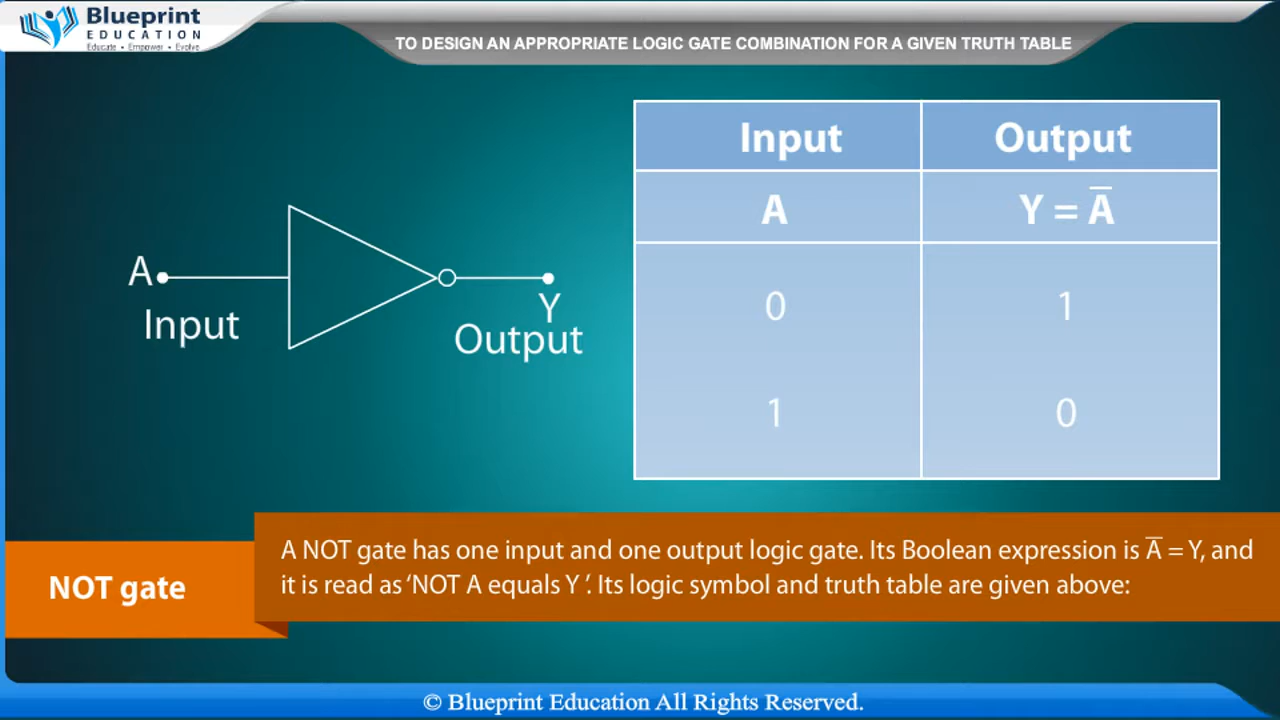 Blueprint
EDUCATION
Educate • Empower • Evolve
TO DESIGN AN APPROPRIATE LOGIC GATE COMBINATION FOR A GIVEN TRUTH TABLE
A
Input
Y
Output
Input Output
A Y = A̅
0 1
1 0
NOT gate
A NOT gate has one input and one output logic gate. Its Boolean expression is A̅ = Y, and
it is read as ‘NOT A equals Y ’. Its logic symbol and truth table are given above:
© Blueprint Education All Rights Reserved.